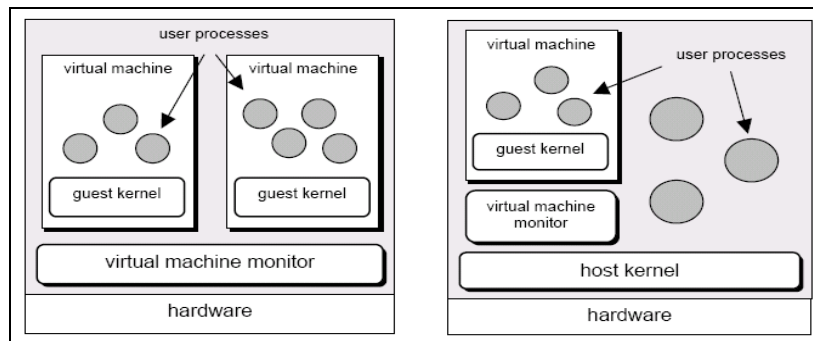 user processes
virtual machine
virtual machine
guest kernel
guest kernel
virtual machine monitor
hardware
virtual machine
user processes
guest kernel
virtual machine
monitor
host kernel
hardware